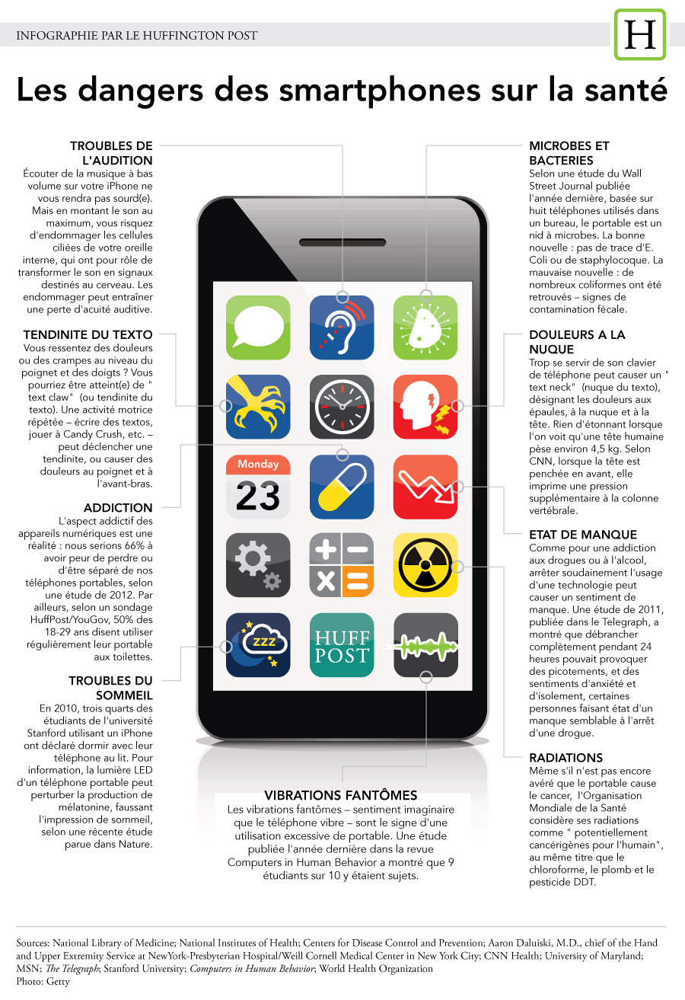 INFOGRAPHIE PAR LE HUFFINGTON POST
H
Les dangers des smartphones sur la santé
TROUBLES DE
L'AUDITION
Écouter de la musique à bas
volume sur votre iPhone ne
vous rendra pas sourd(e).
Mais en montant le son au
maximum, vous risquez
d'endommager les cellules
ciliées de votre oreille
interne, qui ont pour rôle de
transformer le son en signaux
destinés au cerveau. Les
endommager peut entraîner
une perte d'acuité auditive.
TENDINITE DU TEXTO
Vous ressentez des douleurs
ou des crampes au niveau du
poignet et des doigts ? Vous
pourriez être atteint(e) de "
text claw" (ou tendinite du
texto). Une activité motrice
répétée – écrire des textos,
jouer à Candy Crush, etc. –
peut déclencher une
tendinite, ou causer des
douleurs au poignet et à
l'avant-bras.
ADDICTION
L'aspect addictif des
appareils numériques est une
réalité : nous serions 66% à
avoir peur de perdre ou
d'être séparé de nos
téléphones portables, selon
une étude de 2012. Par
ailleurs, selon un sondage
HuffPost/YouGov, 50% des
18-29 ans disent utiliser
régulièrement leur portable
aux toilettes.
TROUBLES DU
SOMMEIL
En 2010, trois quarts des
étudiants de l'université
Stanford utilisant un iPhone
ont déclaré dormir avec leur
téléphone au lit. Pour
information, la lumière LED
d'un téléphone portable peut
perturber la production de
mélatonine, faussant
l'impression de sommeil,
selon une récente étude
parue dans Nature.
Monday
23
+ −
x =
zzz
HUFF
POST
VIBRATIONS FANTÔMES
Les vibrations fantômes – sentiment imaginaire
que le téléphone vibre – sont le signe d'une
utilisation excessive de portable. Une étude
publiée l'année dernière dans la revue
Computers in Human Behavior a montré que 9
étudiants sur 10 y étaient sujets.
MICROBES ET
BACTERIES
Selon une étude du Wall
Street Journal publiée
l'année dernière, basée sur
huit téléphones utilisés dans
un bureau, le portable est un
nid à microbes. La bonne
nouvelle : pas de trace d'E.
Coli ou de staphylocoque. La
mauvaise nouvelle : de
nombreux coliformes ont été
retrouvés – signes de
contamination fécale.
DOULEURS A LA
NUQUE
Trop se servir de son clavier
de téléphone peut causer un "
text neck" (nuque du texto),
désignant les douleurs aux
épaules, à la nuque et à la
tête. Rien d'étonnant lorsque
l'on voit qu'une tête humaine
pèse environ 4,5 kg. Selon
CNN, lorsque la tête est
penchée en avant, elle
imprime une pression
supplémentaire à la colonne
vertébrale.
ETAT DE MANQUE
Comme pour une addiction
aux drogues ou à l'alcool,
arrêter soudainement l'usage
d'une technologie peut
causer un sentiment de
manque. Une étude de 2011,
publiée dans le Telegraph, a
montré que débrancher
complètement pendant 24
heures pouvait provoquer
des picotements, et des
sentiments d'anxiété et
d'isolement, certaines
personnes faisant état d'un
manque semblable à l'arrêt
d'une drogue.
RADIATIONS
Même s'il n'est pas encore
avéré que le portable cause
le cancer, l'Organisation
Mondiale de la Santé
considère ses radiations
comme " potentiellement
cancérigènes pour l'humain",
au même titre que le
chloroforme, le plomb et le
pesticide DDT.
Sources: National Library of Medicine; National Institutes of Health; Centers for Disease Control and Prevention; Aaron Daluiski, M.D., chief of the Hand
and Upper Extremity Service at NewYork-Presbyterian Hospital/Weill Cornell Medical Center in New York City; CNN Health; University of Maryland;
MSN; The Telegraph; Stanford University; Computers in Human Behavior; World Health Organization
Photo: Getty